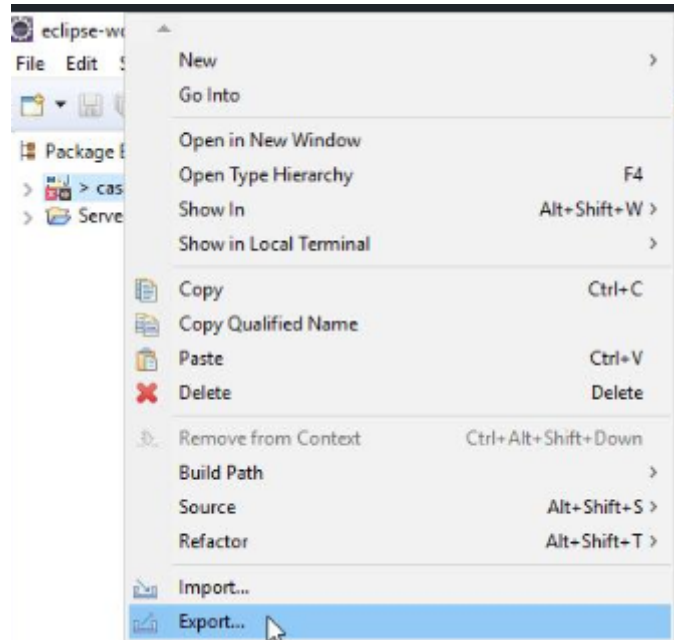 eclipse-wo
File Edit
Package E
> cas
Serve
New
Go Into
Open in New Window
Open Type Hierarchy F4
Show In Alt+Shift+W >
Show in Local Terminal
Copy Ctrl+C
Copy Qualified Name
Paste Ctrl+V
Delete Delete
Remove from Context Ctrl+Alt+Shift+Down
Build Path
Source Alt+Shift+S >
Refactor Alt+Shift+T >
Import...
Export...